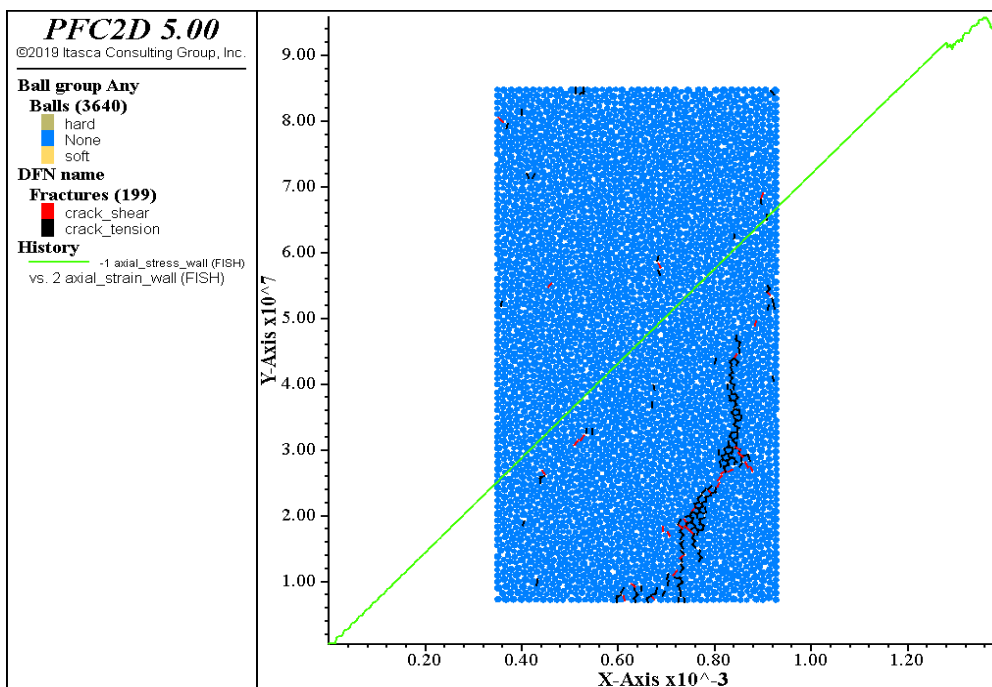 PFC2D 5.00
©2019 Itasca Consulting Group, Inc.
Ball group Any
Balls (3640)
hard
None
soft
DFN name
Fractures (199)
crack_shear
crack_tension
History
-1 axial_stress_wall (FISH)
vs. 2 axial_strain_wall (FISH)
Y-Axis x10^7
9.00
8.00
7.00
6.00
5.00
4.00
3.00
2.00
1.00
0.20
0.40
0.60
0.80
1.00
1.20
X-Axis x10^-3